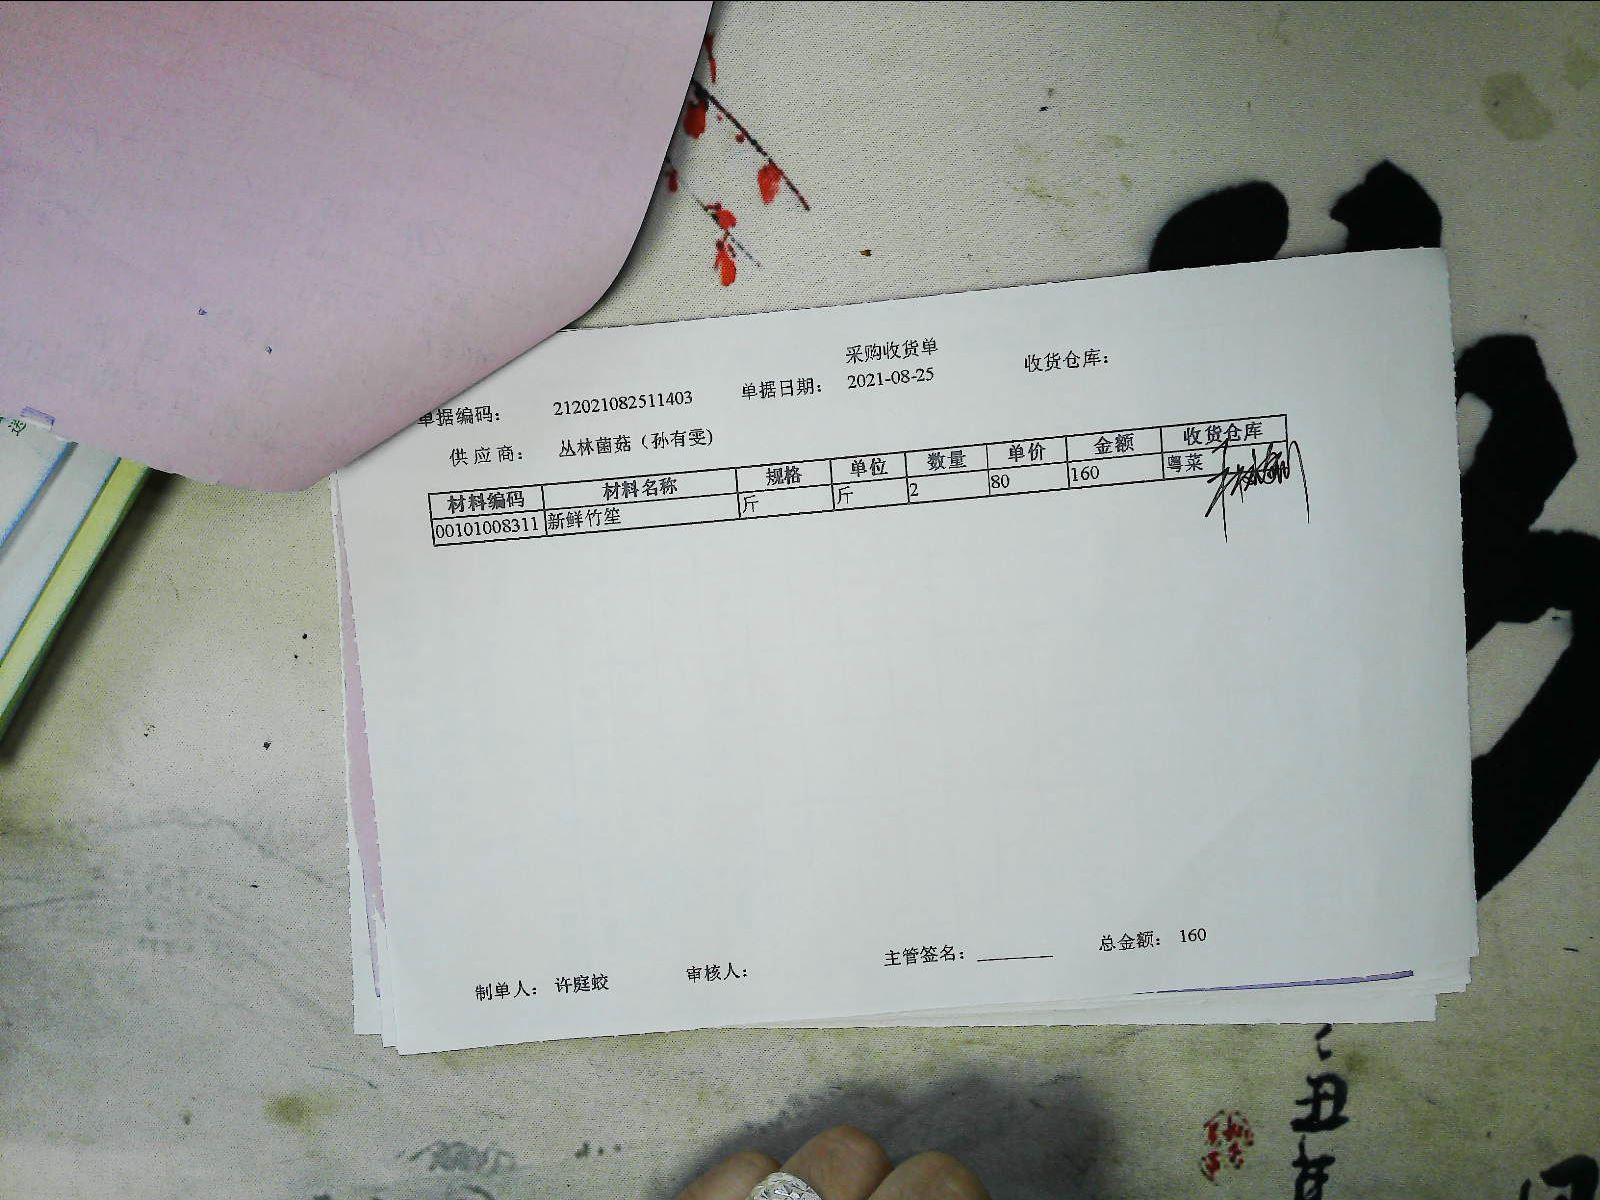 采购收货单
单据编码： 212021082511403 单据日期： 2021-08-25 收货仓库：
供 应 商： 丛林菌菇（孙有雯)
材料编码 材料名称 规格 单位 数量 单价 金额 收货仓库
00101008311 新鲜竹笙 斤 斤 2 80 160 粤菜
制单人： 许庭蛟 审核人： 主管签名： 总金额： 160
丑